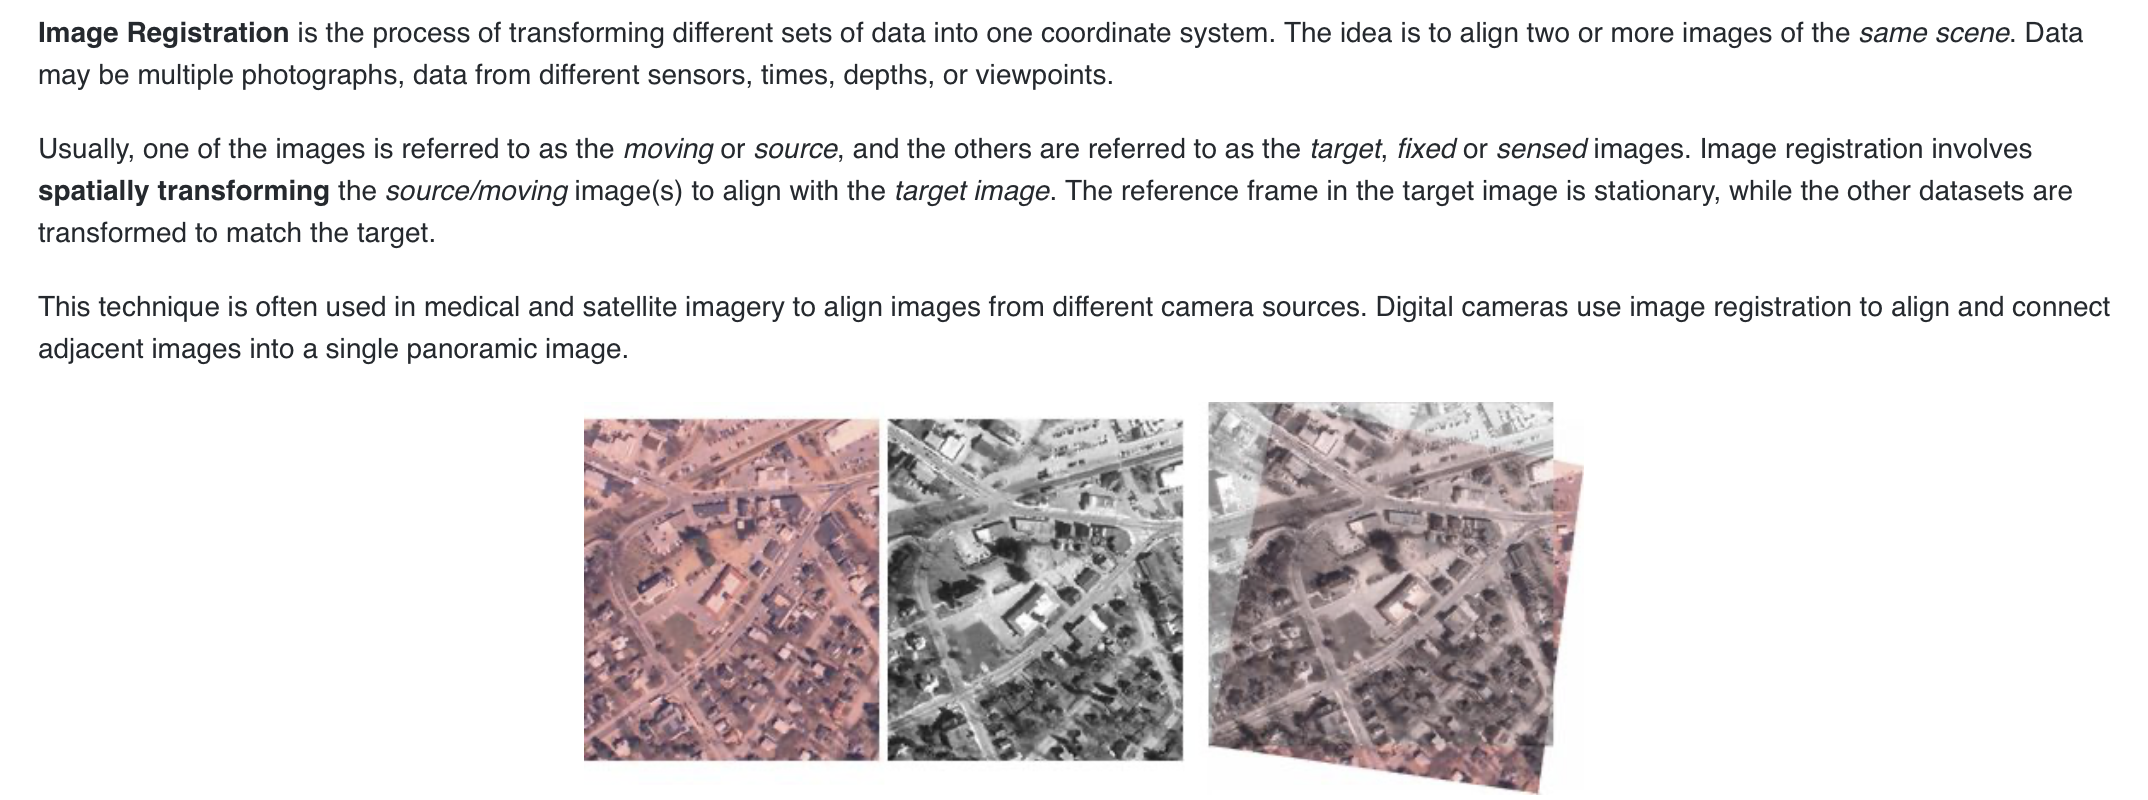 Image Registration is the process of transforming different sets of data into one coordinate system. The idea is to align two or more images of the same scene. Data
may be multiple photographs, data from different sensors, times, depths, or viewpoints.
Usually, one of the images is referred to as the moving or source, and the others are referred to as the target, fixed or sensed images. Image registration involves
spatially transforming the source/moving image(s) to align with the target image. The reference frame in the target image is stationary, while the other datasets are
transformed to match the target.
This technique is often used in medical and satellite imagery to align images from different camera sources. Digital cameras use image registration to align and connect
adjacent images into a single panoramic image.